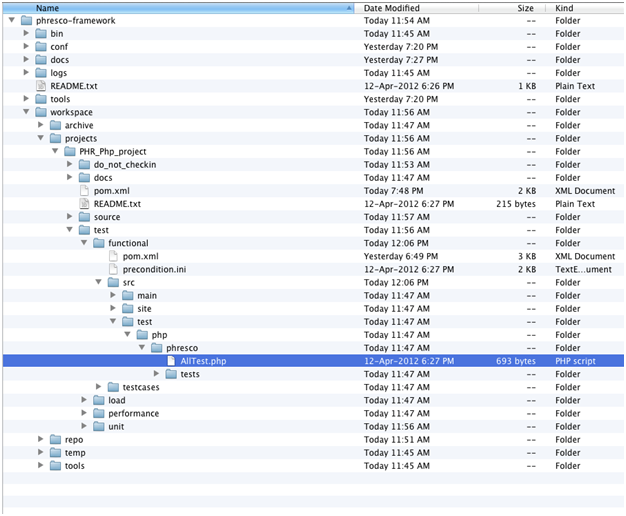 Name Date Modified Size Kind
phresco-framework Today 11:54 AM -- Folder
bin Today 11:45 AM -- Folder
conf Yesterday 7:20 PM -- Folder
docs Yesterday 7:27 PM -- Folder
logs Today 11:45 AM -- Folder
README.txt 12-Apr-2012 6:26 PM 1 KB Plain Text
tools Yesterday 7:20 PM -- Folder
workspace Today 11:56 AM -- Folder
archive Today 11:47 AM -- Folder
projects Today 11:56 AM -- Folder
PHR_Php_project Today 11:56 AM -- Folder
do_not_checkin Today 11:53 AM -- Folder
docs Today 11:47 AM -- Folder
pom.xml Today 7:48 PM 2 KB XML Document
README.txt 12-Apr-2012 6:27 PM 215 bytes Plain Text
source Today 11:57 AM -- Folder
test Today 11:56 AM -- Folder
functional Today 12:06 PM -- Folder
pom.xml Yesterday 6:49 PM 3 KB XML Document
precondition.ini 12-Apr-2012 6:27 PM 2 KB TextE...ument
src Today 12:06 PM -- Folder
main Today 11:47 AM -- Folder
site Today 11:47 AM -- Folder
test Today 11:47 AM -- Folder
php Today 11:47 AM -- Folder
phresco Today 11:47 AM -- Folder
AllTest.php 12-Apr-2012 6:27 PM 693 bytes PHP script
tests Today 11:47 AM -- Folder
testcases Today 11:47 AM -- Folder
load Today 11:47 AM -- Folder
performance Today 11:47 AM -- Folder
unit Today 11:56 AM -- Folder
repo Today 11:51 AM -- Folder
temp Today 11:45 AM -- Folder
tools Today 11:45 AM -- Folder